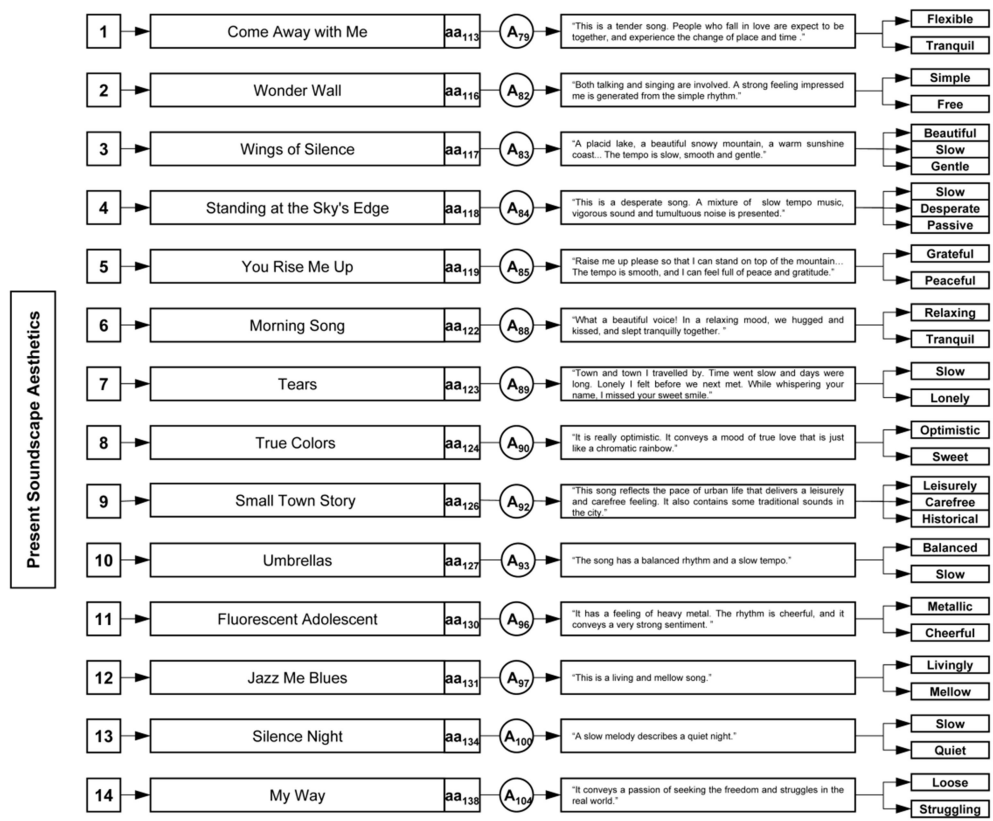 Present Soundscape Aesthetics
1
Come Away with Me
aa113
A79
“This is a tender song. People who fall in love are expect to be
together, and experience the change of place and time .”
Flexible
Tranquil
2
Wonder Wall
aa116
A82
“Both talking and singing are involved. A strong feeling impressed
me is generated from the simple rhythm.”
Simple
Free
3
Wings of Silence
aa117
A83
“A placid lake, a beautiful snowy mountain, a warm sunshine
coast... The tempo is slow, smooth and gentle.”
Beautiful
Slow
Gentle
4
Standing at the Sky's Edge
aa118
A84
“This is a desperate song. A mixture of slow tempo music,
vigorous sound and tumultuous noise is presented.”
Slow
Desperate
Passive
5
You Rise Me Up
aa119
A85
“Raise me up please so that I can stand on top of the mountain…
The tempo is smooth, and I can feel full of peace and gratitude.”
Grateful
Peaceful
6
Morning Song
aa122
A88
“What a beautiful voice! In a relaxing mood, we hugged and
kissed, and slept tranquilly together. ”
Relaxing
Tranquil
7
Tears
aa123
A89
“Town and town I travelled by. Time went slow and days were
long. Lonely I felt before we next met. While whispering your
name, I missed your sweet smile.”
Slow
Lonely
8
True Colors
aa124
A90
“It is really optimistic. It conveys a mood of true love that is just
like a chromatic rainbow.”
Optimistic
Sweet
9
Small Town Story
aa126
A92
“This song reflects the pace of urban life that delivers a leisurely
and carefree feeling. It also contains some traditional sounds in
the city.”
Leisurely
Carefree
Historical
10
Umbrellas
aa127
A93
“The song has a balanced rhythm and a slow tempo.”
Balanced
Slow
11
Fluorescent Adolescent
aa130
A96
“It has a feeling of heavy metal. The rhythm is cheerful, and it
conveys a very strong sentiment. ”
Metallic
Cheerful
12
Jazz Me Blues
aa131
A97
“This is a living and mellow song.”
Livingly
Mellow
13
Silence Night
aa134
A100
“A slow melody describes a quiet night.”
Slow
Quiet
14
My Way
aa138
A104
“It conveys a passion of seeking the freedom and struggles in the
real world.”
Loose
Struggling